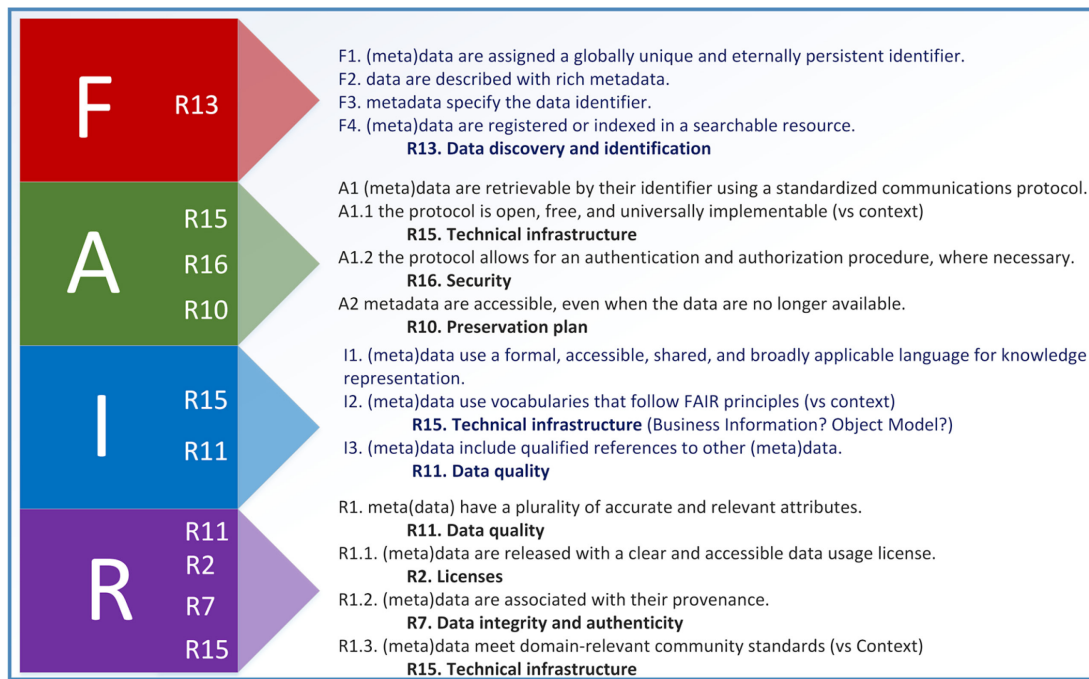 F
R13
F1. (meta)data are assigned a globally unique and eternally persistent identifier.
F2. data are described with rich metadata.
F3. metadata specify the data identifier.
F4. (meta)data are registered or indexed in a searchable resource.
R13. Data discovery and identification
A
R15
R16
R10
A1 (meta)data are retrievable by their identifier using a standardized communications protocol.
A1.1 the protocol is open, free, and universally implementable (vs context)
R15. Technical infrastructure
A1.2 the protocol allows for an authentication and authorization procedure, where necessary.
R16. Security
A2 metadata are accessible, even when the data are no longer available.
R10. Preservation plan
I
R15
R11
I1. (meta)data use a formal, accessible, shared, and broadly applicable language for knowledge
representation.
I2. (meta)data use vocabularies that follow FAIR principles (vs context)
R15. Technical infrastructure (Business Information? Object Model?)
I3. (meta)data include qualified references to other (meta)data.
R11. Data quality
R
R11
R2
R7
R15
R1. meta(data) have a plurality of accurate and relevant attributes.
R11. Data quality
R1.1. (meta)data are released with a clear and accessible data usage license.
R2. Licenses
R1.2. (meta)data are associated with their provenance.
R7. Data integrity and authenticity
R1.3. (meta)data meet domain-relevant community standards (vs Context)
R15. Technical infrastructure